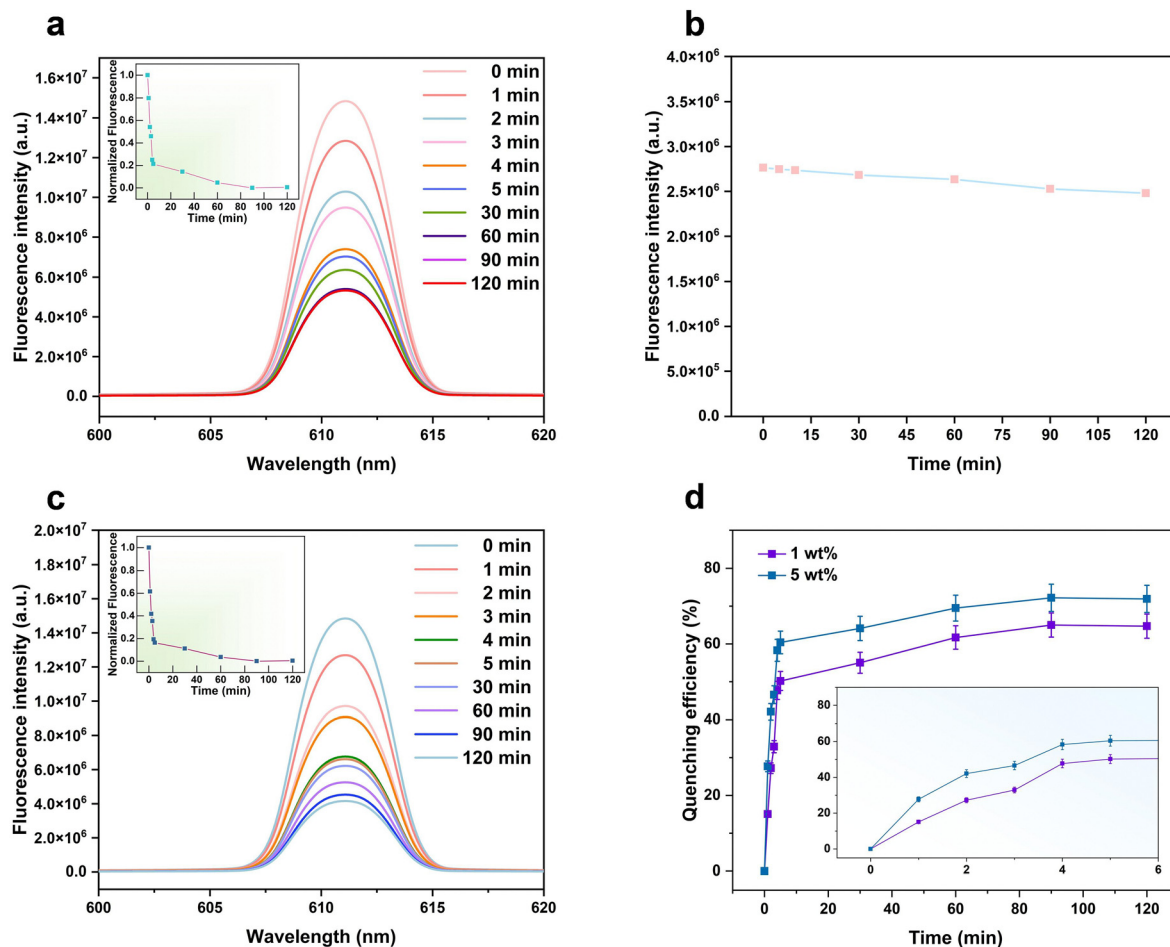 a
Fluorescence intensity (a.u.)
1.6×10⁷
1.4×10⁷
1.2×10⁷
1.0×10⁷
8.0×10⁶
6.0×10⁶
4.0×10⁶
2.0×10⁶
0.0
600
605
610
615
620
Wavelength (nm)
Normalized Fluorescence
1.0
0.8
0.6
0.4
0.2
0.0
0 20 40 60 80 100 120
Time (min)
0 min
1 min
2 min
3 min
4 min
5 min
30 min
60 min
90 min
120 min
b
Fluorescence intensity (a.u.)
4.0×10⁶
3.5×10⁶
3.0×10⁶
2.5×10⁶
2.0×10⁶
1.5×10⁶
1.0×10⁶
5.0×10⁵
0.0
0 15 30 45 60 75 90 105 120
Time (min)
c
Fluorescence intensity (a.u.)
2.0×10⁷
1.8×10⁷
1.6×10⁷
1.4×10⁷
1.2×10⁷
1.0×10⁷
8.0×10⁶
6.0×10⁶
4.0×10⁶
2.0×10⁶
0.0
600
605
610
615
620
Wavelength (nm)
Normalized Fluorescence
1.0
0.8
0.6
0.4
0.2
0.0
0 20 40 60 80 100 120
Time (min)
0 min
1 min
2 min
3 min
4 min
5 min
30 min
60 min
90 min
120 min
d
Quenching efficiency (%)
80
60
40
20
0
0 20 40 60 80 100 120
Time (min)
1 wt%
5 wt%
80
60
40
20
0
0 2 4 6